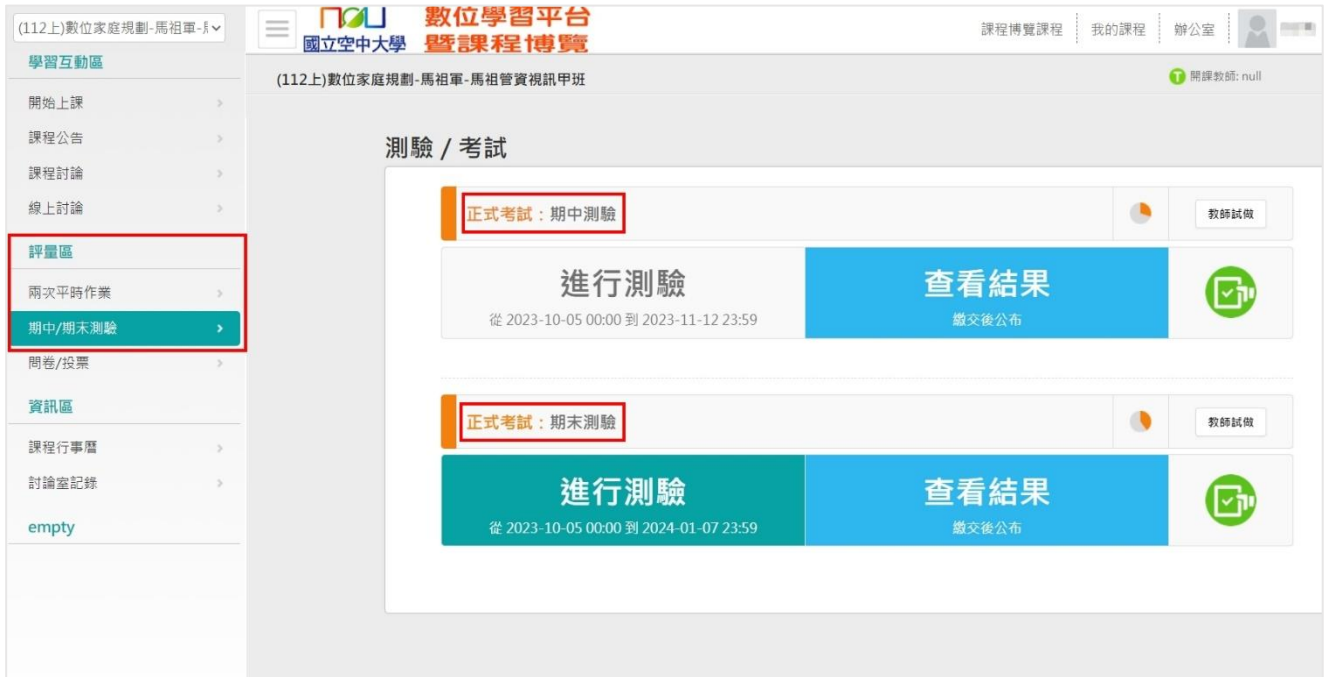 (112上)數位家庭規劃-馬祖軍-馬
學習互動區
開始上課
課程公告
課程討論
線上討論
評量區
兩次平時作業
期中/期末測驗
問卷/投票
資訊區
課程行事曆
討論室記錄
empty
nou
國立空中大學
數位學習平台
暨課程博覽
課程博覽課程
我的課程
辦公室
(112上)數位家庭規劃-馬祖軍-馬祖管資視訊甲班
T 開課教師: null
測驗 / 考試
正式考試：期中測驗
教師試做
進行測驗
從 2023-10-05 00:00 到 2023-11-12 23:59
查看結果
繳交後公布
正式考試：期末測驗
教師試做
進行測驗
從 2023-10-05 00:00 到 2024-01-07 23:59
查看結果
繳交後公布